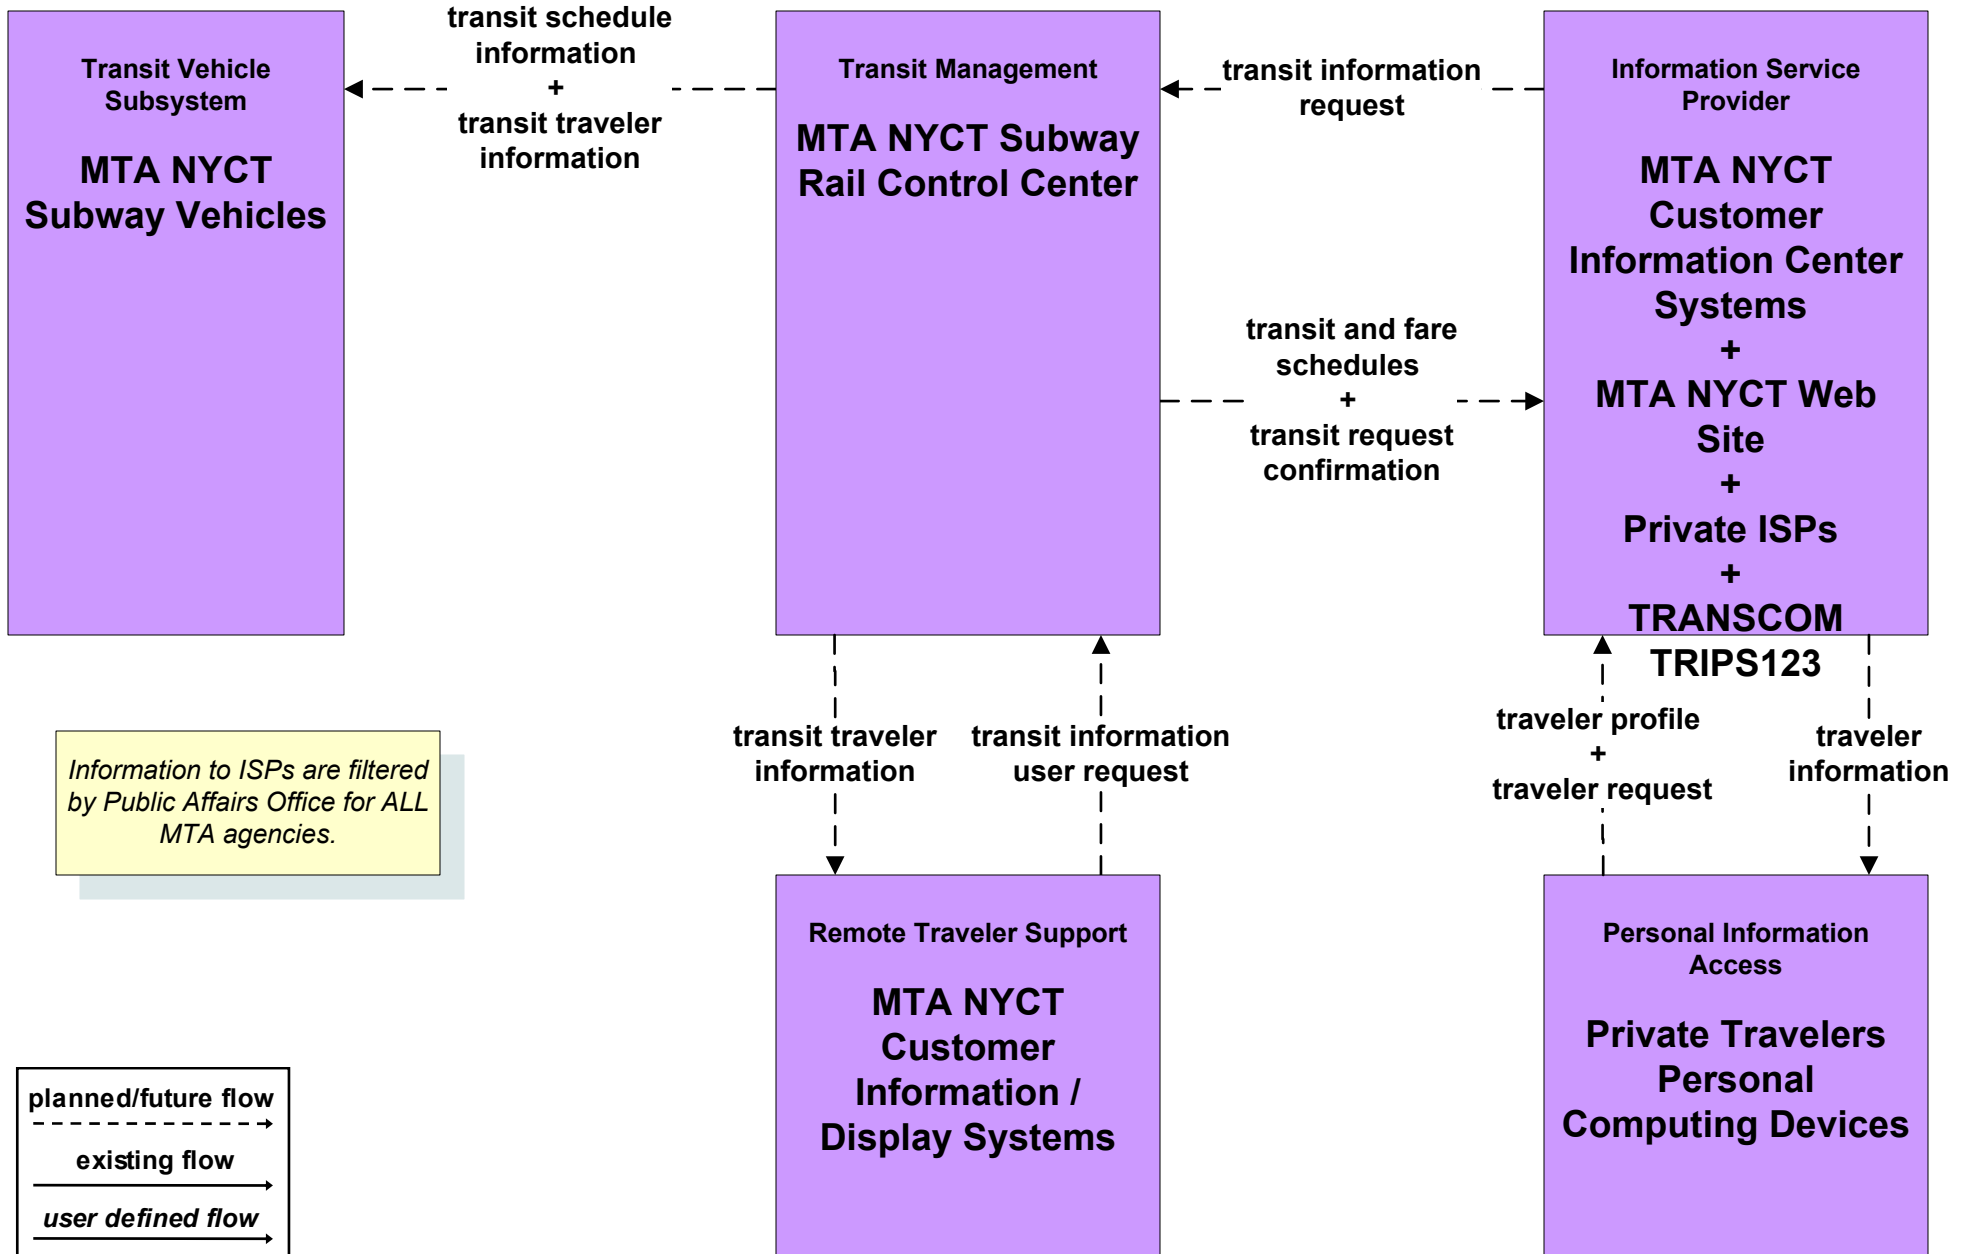 Transit Vehicle
Subsystem
MTA NYCT
Subway Vehicles
transit schedule
information
+
transit traveler
information
Transit Management
MTA NYCT Subway
Rail Control Center
transit information
request
transit and fare
schedules
+
transit request
confirmation
Information Service
Provider
MTA NYCT
Customer
Information Center
Systems
+
MTA NYCT Web
Site
+
Private ISPs
+
TRANSCOM
TRIPS123
transit traveler
information
transit information
user request
traveler profile
+
traveler request
traveler
information
Information to ISPs are filtered
by Public Affairs Office for ALL
MTA agencies.
Remote Traveler Support
MTA NYCT
Customer
Information /
Display Systems
Personal Information
Access
Private Travelers
Personal
Computing Devices
planned/future flow
existing flow
user defined flow